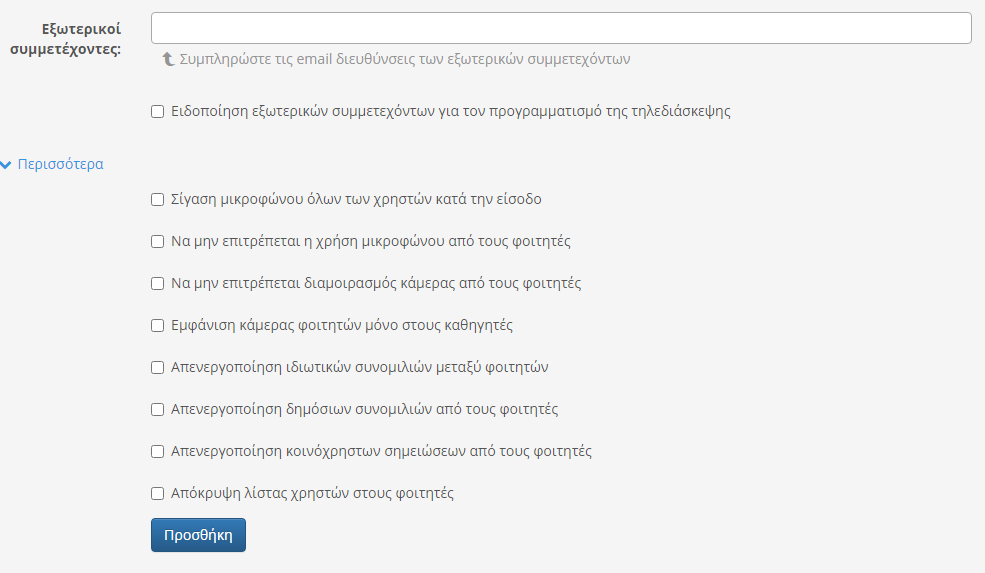 Εξωτερικοί
συμμετέχοντες:
Συμπληρώστε τις email διευθύνσεις των εξωτερικών συμμετεχόντων
Ειδοποίηση εξωτερικών συμμετεχόντων για τον προγραμματισμό της τηλεδιάσκεψης
Περισσότερα
Σίγαση μικροφώνου όλων των χρηστών κατά την είσοδο
Να μην επιτρέπεται η χρήση μικροφώνου από τους φοιτητές
Να μην επιτρέπεται διαμοιρασμός κάμερας από τους φοιτητές
Εμφάνιση κάμερας φοιτητών μόνο στους καθηγητές
Απενεργοποίηση ιδιωτικών συνομιλιών μεταξύ φοιτητών
Απενεργοποίηση δημόσιων συνομιλιών από τους φοιτητές
Απενεργοποίηση κοινόχρηστων σημειώσεων από τους φοιτητές
Απόκρυψη λίστας χρηστών στους φοιτητές
Προσθήκη